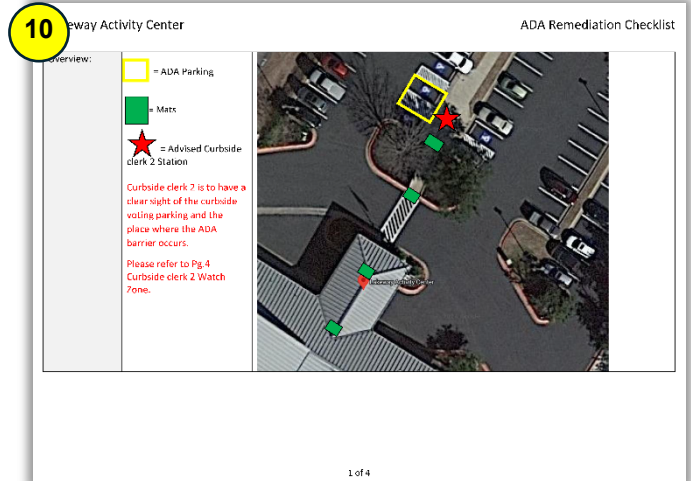 10
keway Activity Center
ADA Remediation Checklist
Overview:
= ADA Parking
= Mats
= Advised Curbside
clerk 2 Station
Curbside clerk 2 is to have a
clear sight of the curbside
voting parking and the
place where the ADA
barrier occurs.
Please refer to Pg.4
Curbside clerk 2 Watch
Zone.
Lakeway Activity Center
1 of 4